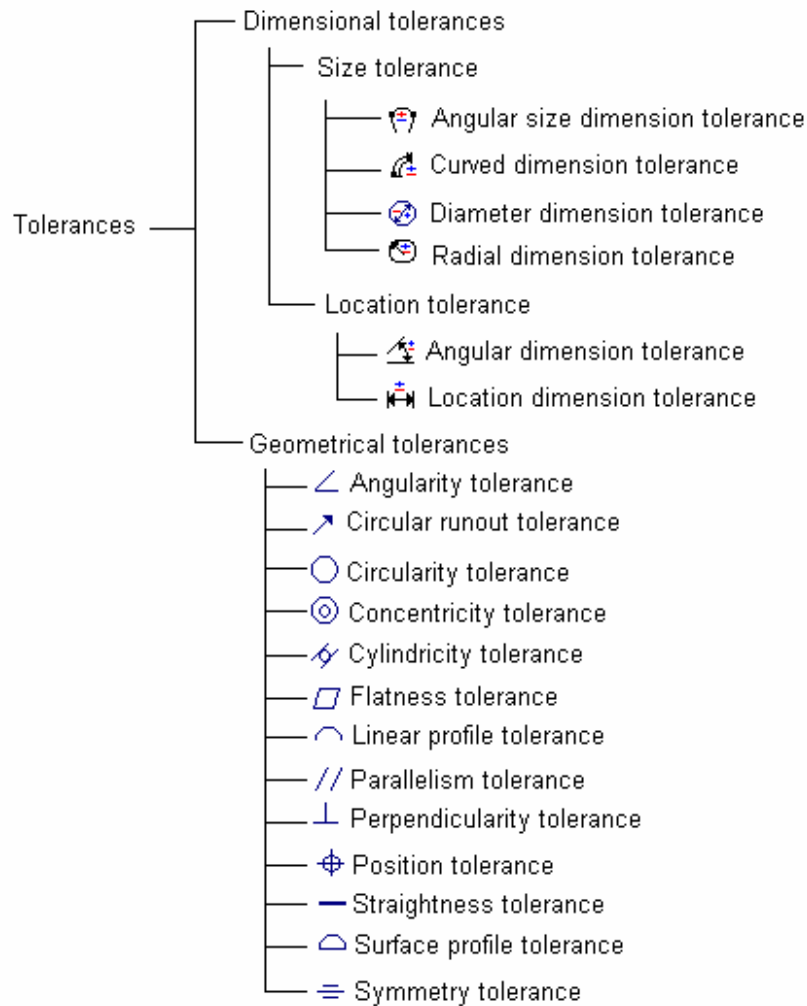 Dimensional tolerances
Size tolerance
Angular size dimension tolerance
Curved dimension tolerance
Diameter dimension tolerance
Tolerances
Radial dimension tolerance
Location tolerance
Angular dimension tolerance
Location dimension tolerance
Geometrical tolerances
Angularity tolerance
Circular runout tolerance
Circularity tolerance
Concentricity tolerance
Cylindricity tolerance
Flatness tolerance
Linear profile tolerance
Parallelism tolerance
Perpendicularity tolerance
Position tolerance
Straightness tolerance
Surface profile tolerance
Symmetry tolerance